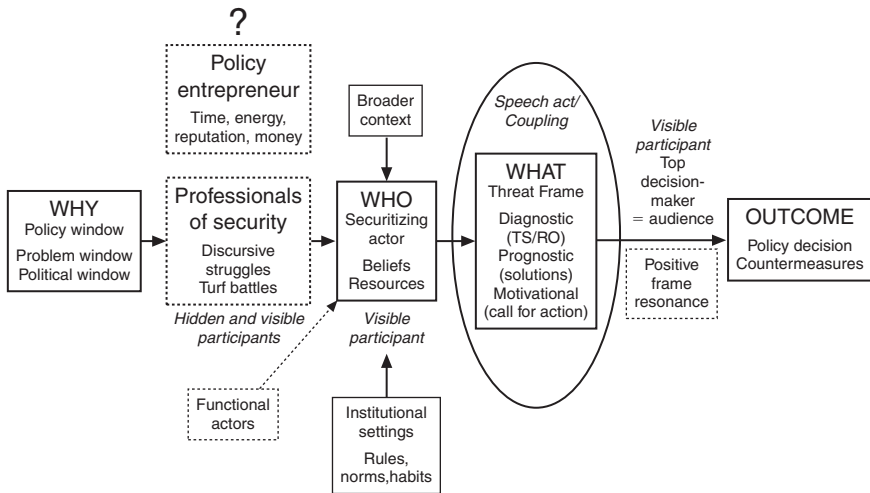 ?
Policy
entrepreneur
Time, energy,
reputation, money
Broader
context
Speech act/
Coupling
WHY
Policy window
Problem window
Political window
Professionals
of security
Discursive
struggles
Turf battles
Hidden and visible
participants
WHO
Securitizing
actor
Beliefs
Resources
Visible
participant
WHAT
Threat Frame
Diagnostic
(TS/RO)
Prognostic
(solutions)
Motivational
(call for action)
Visible
participant
Top
decision-
maker
= audience
Positive
frame
resonance
OUTCOME
Policy decision
Countermeasures
Functional
actors
Institutional
settings
Rules,
norms,habits